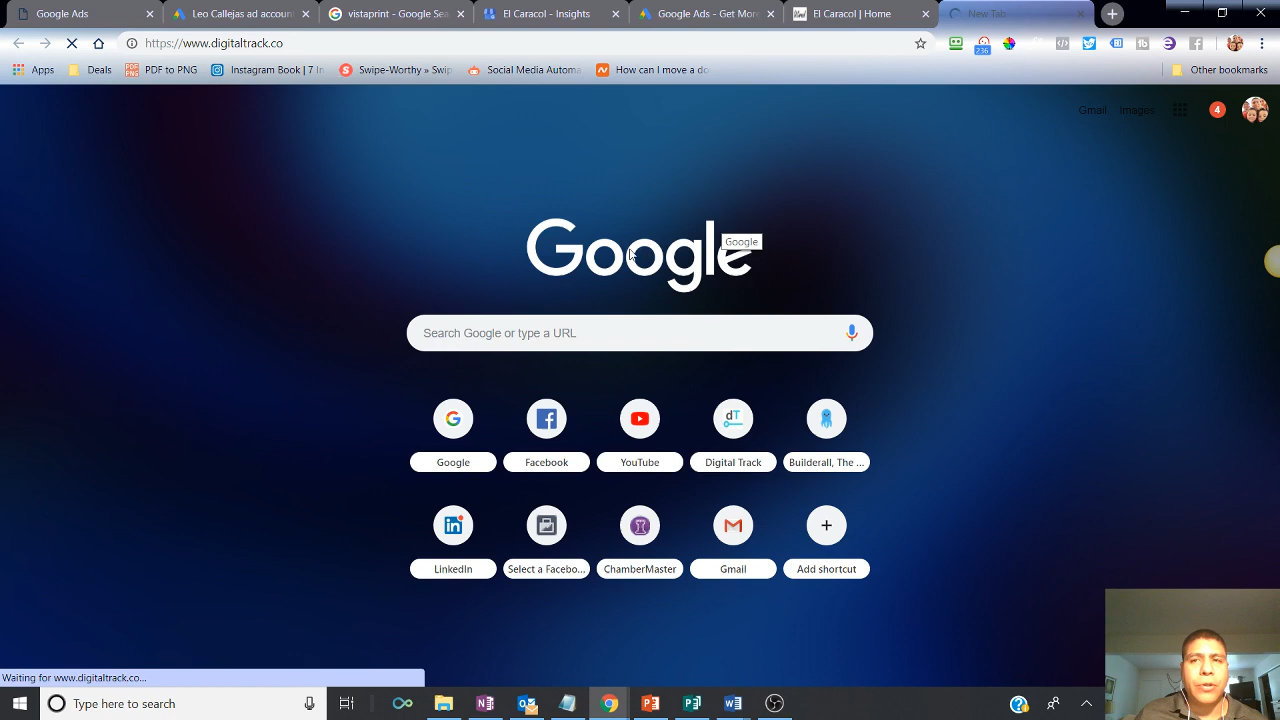 Google Ads
Leo Callejas ad accou
vistaprint - Google Sea
El Caracol - Insights
Google Ads - Get More
El Caracol | Home
New Tab
https://www.digitaltrack.co
236
Apps
Deals
PDF to PNG
Instagram Book | 7 In
Swipe-Worthy » Swip
Social Media Automa
How can I move a do
Other bookmarks
Gmail
Images
4
Google
Google
Search Google or type a URL
Google
Facebook
YouTube
Digital Track
Builderall, The ...
LinkedIn
Select a Facebo...
ChamberMaster
Gmail
Add shortcut
Waiting for www.digitaltrack.co...
Type here to search